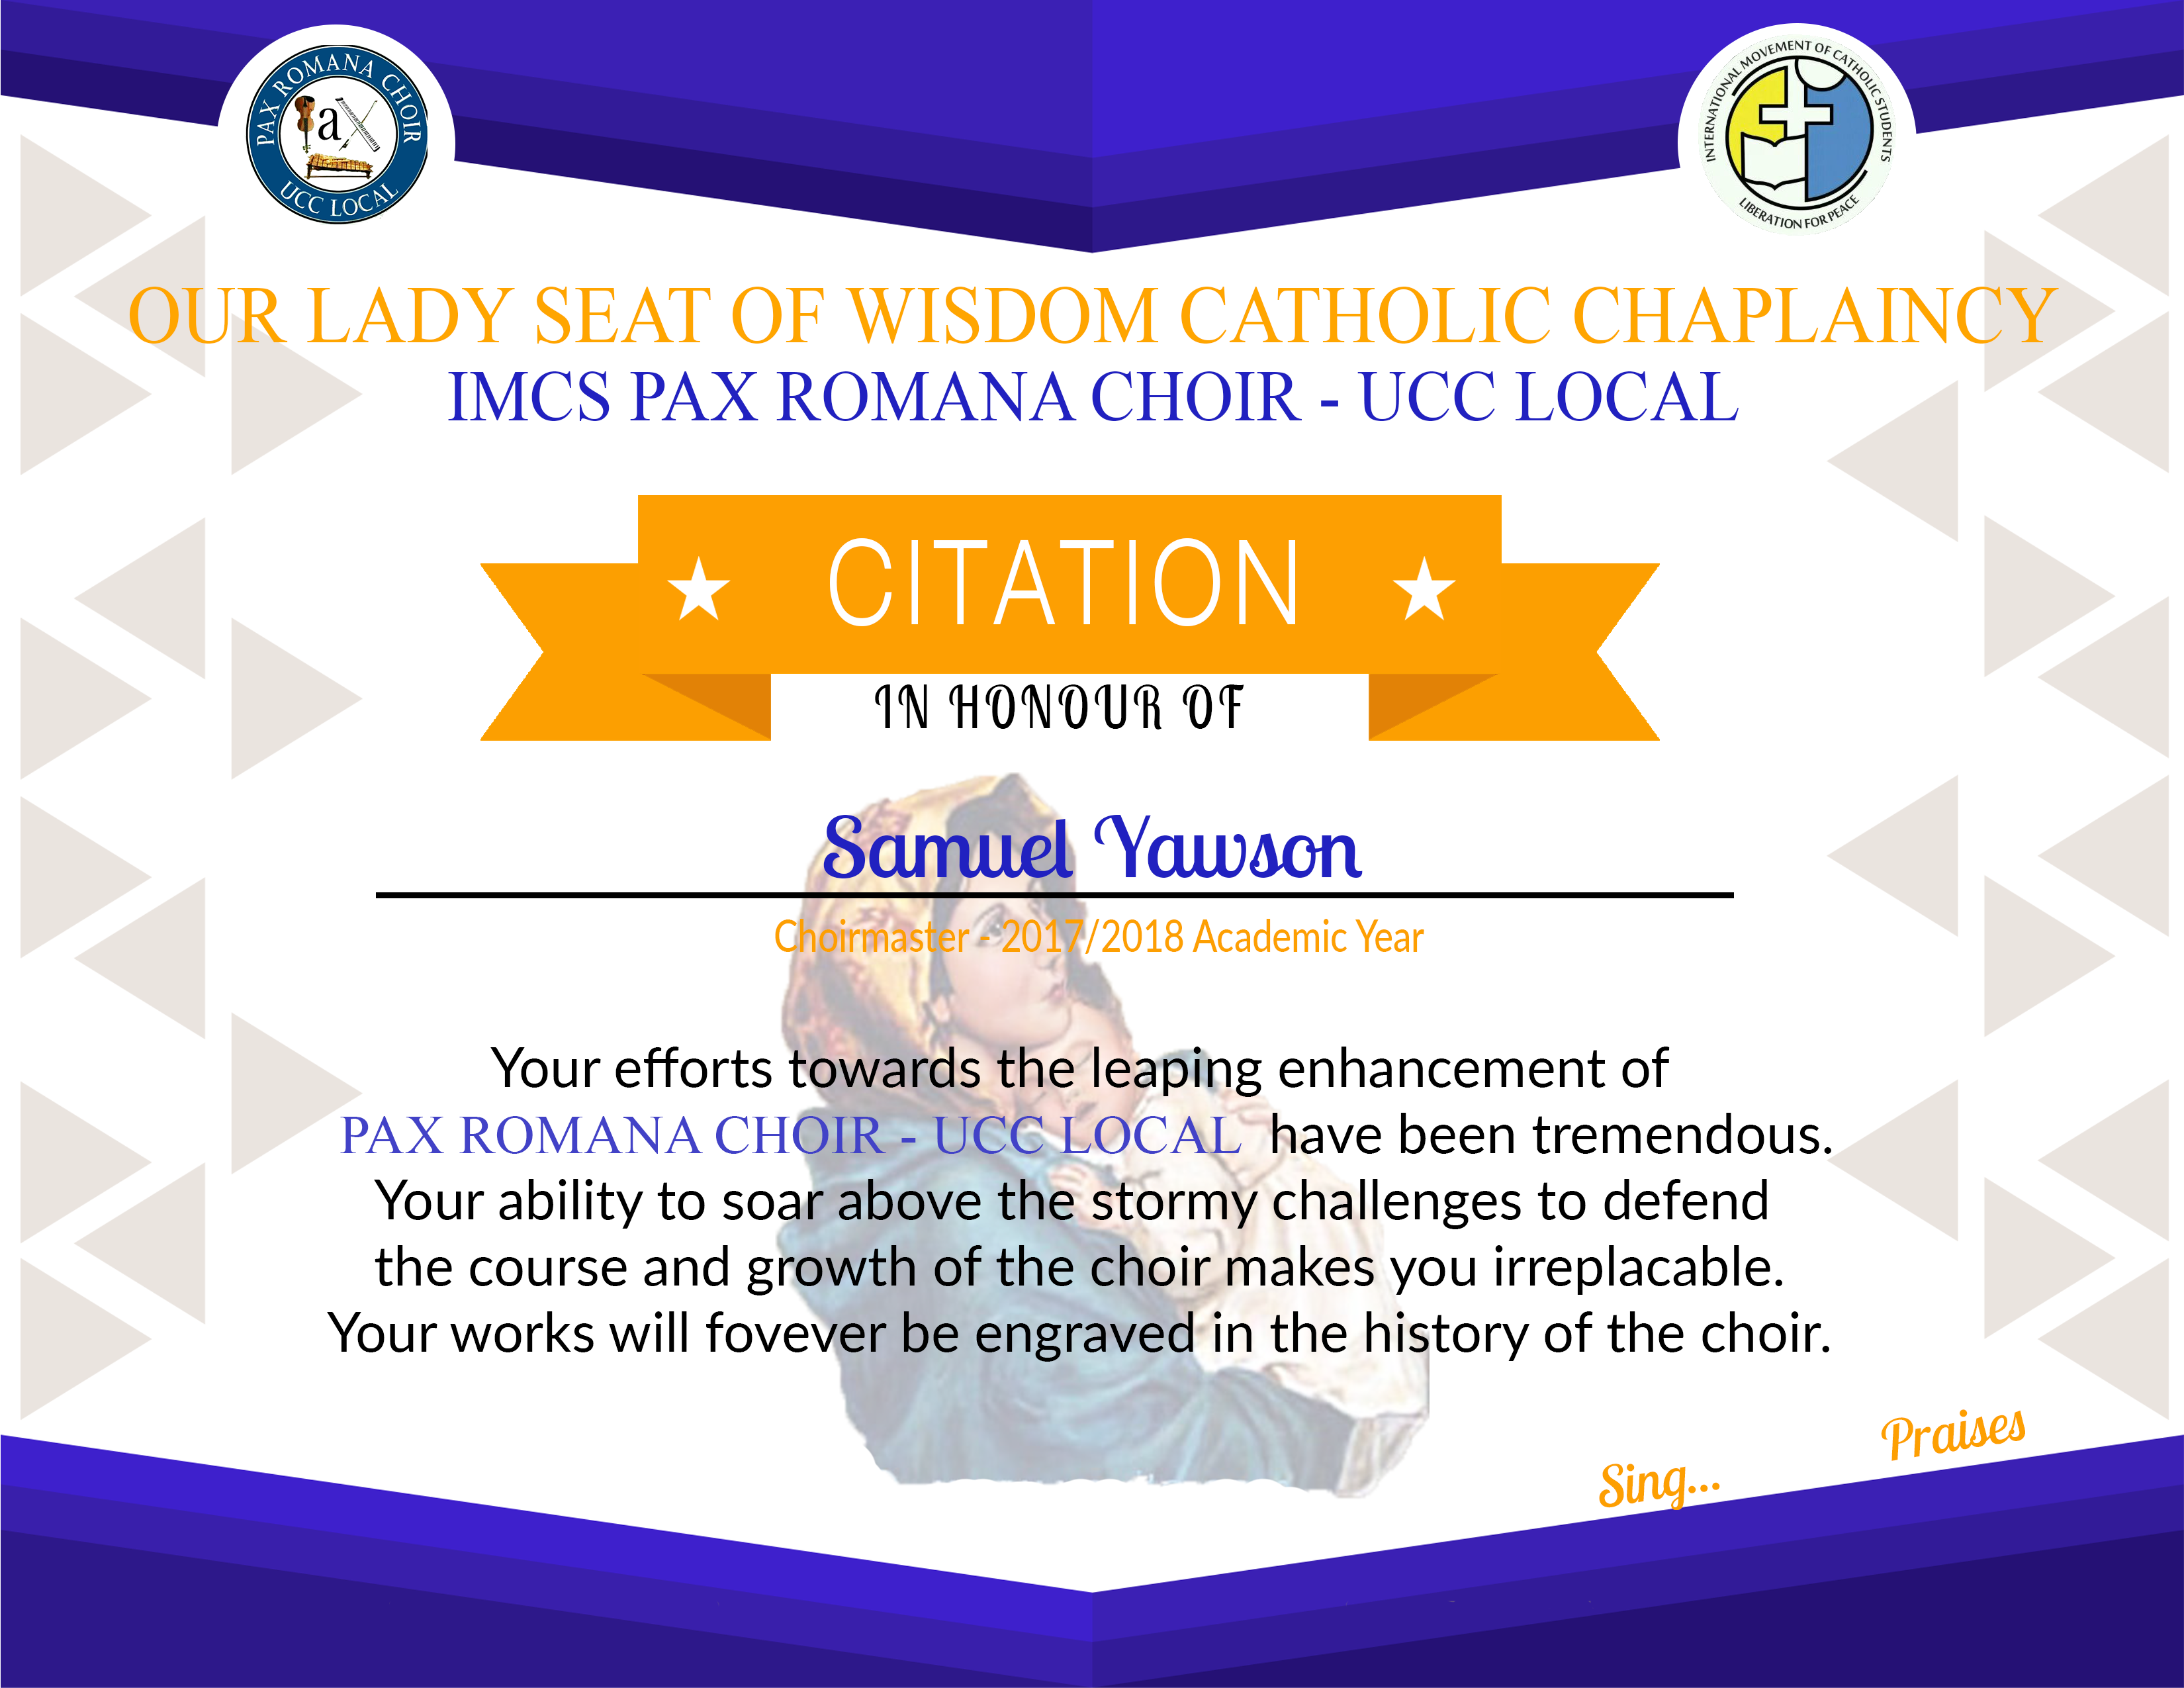 PAX ROMANA CHOIR
a
UCC LOCAL
INTERNATIONAL MOVEMENT OF CATHOLIC STUDENTS
LIBERATION FOR PEACE
OUR LADY SEAT OF WISDOM CATHOLIC CHAPLAINCY
IMCS PAX ROMANA CHOIR - UCC LOCAL
CITATION
IN HONOUR OF
Samuel Yawson
Choirmaster - 2017/2018 Academic Year
Your efforts towards the leaping enhancement of
PAX ROMANA CHOIR - UCC LOCAL have been tremendous.
Your ability to soar above the stormy challenges to defend
the course and growth of the choir makes you irreplacable.
Your works will fovever be engraved in the history of the choir.
Praises
Sing...